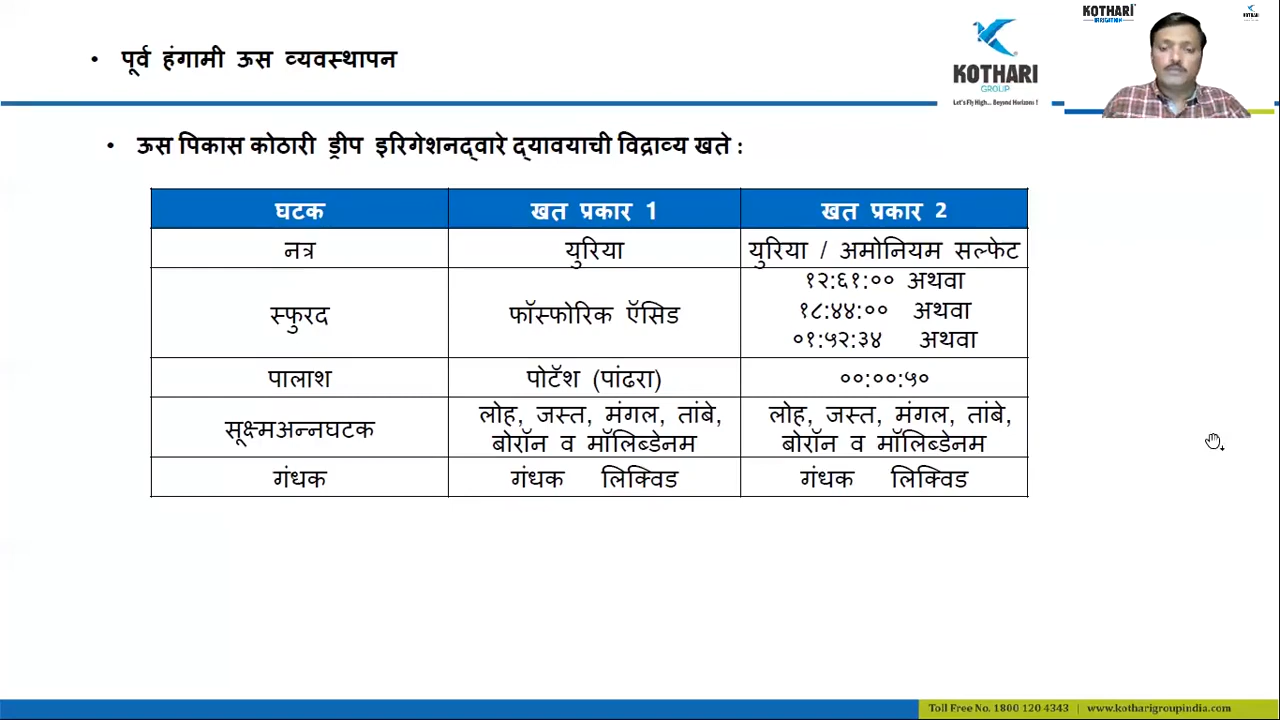 KOTHARI
IRRIGATION
• पूर्व हंगामी ऊस व्यवस्थापन
KOTHARI
GROUP
Let's Fly High... Beyond Horizons !
• ऊस पिकास कोठारी ड्रीप इरिगेशनद्वारे द्यावयाची विद्राव्य खते :
घटक खत प्रकार 1 खत प्रकार 2
नत्र युरिया युरिया / अमोनियम सल्फेट
स्फुरद फॉस्फोरिक ऍसिड १२:६१:०० अथवा
१८:४४:०० अथवा
०१:५२:३४ अथवा
पालाश पोटॅश (पांढरा) ००:००:५०
सूक्ष्मअन्नघटक लोह, जस्त, मंगल, तांबे, लोह, जस्त, मंगल, तांबे,
बोरॉन व मॉलिब्डेनम बोरॉन व मॉलिब्डेनम
गंधक गंधक लिक्विड गंधक लिक्विड
Toll Free No. 1800 120 4343 | www.kotharigroupindia.com